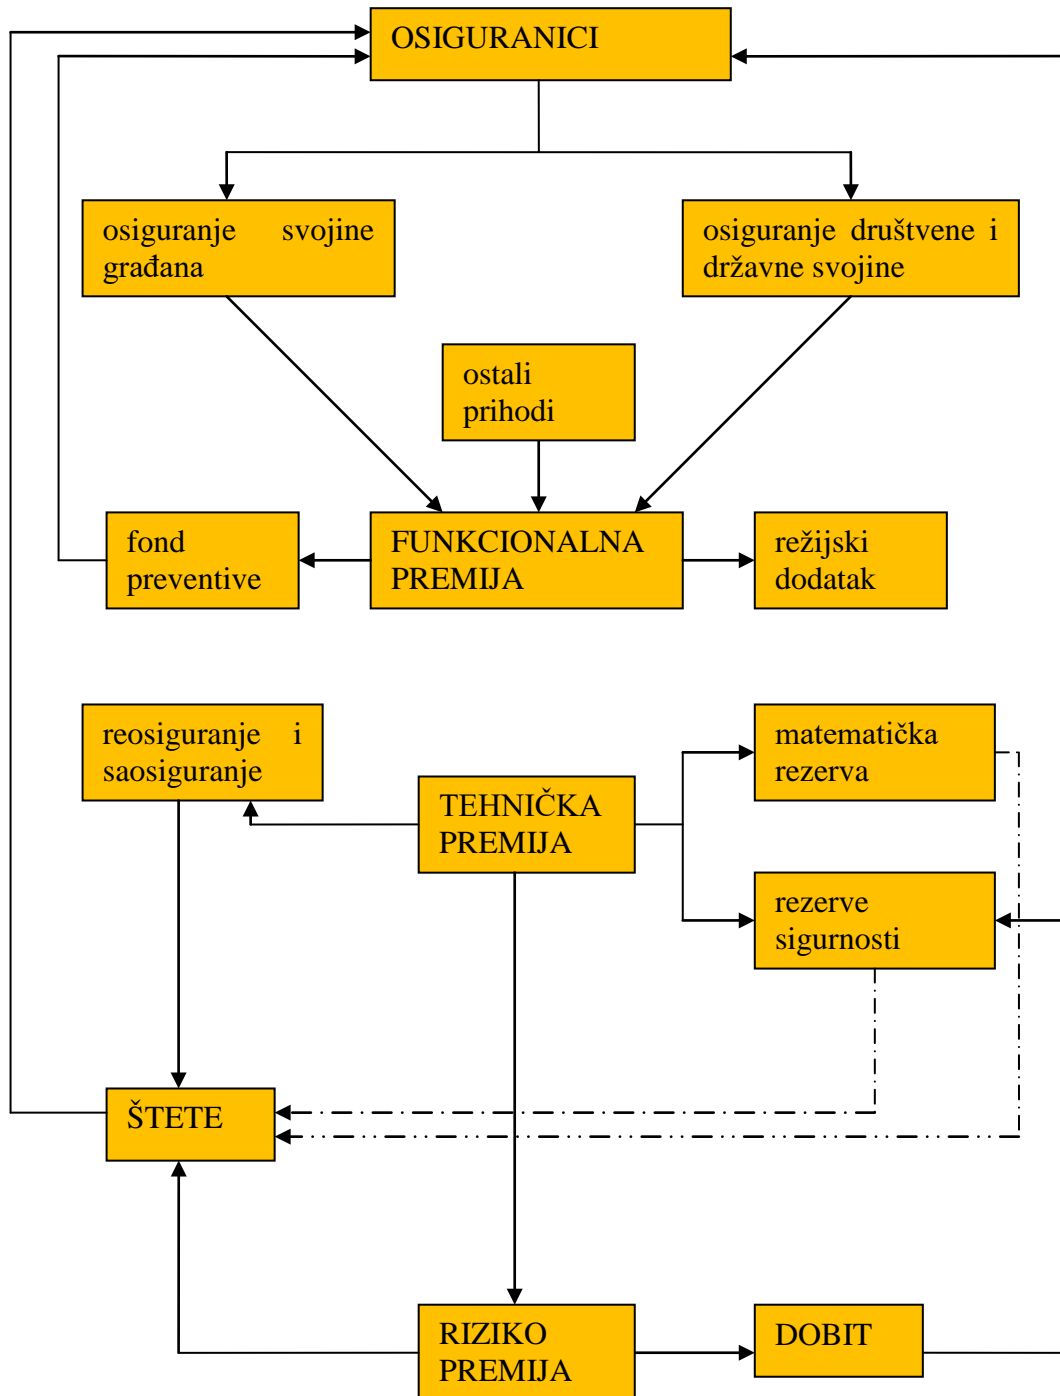 OSIGURANICI
osiguranje svojine
građana
osiguranje društvene i
državne svojine
ostali
prihodi
fond
preventive
FUNKCIONALNA
PREMIJA
režijski
dodatak
reosiguranje i
saosiguranje
matematička
rezerva
TEHNIČKA
PREMIJA
rezerve
sigurnosti
ŠTETE
RIZIKO
PREMIJA
DOBIT